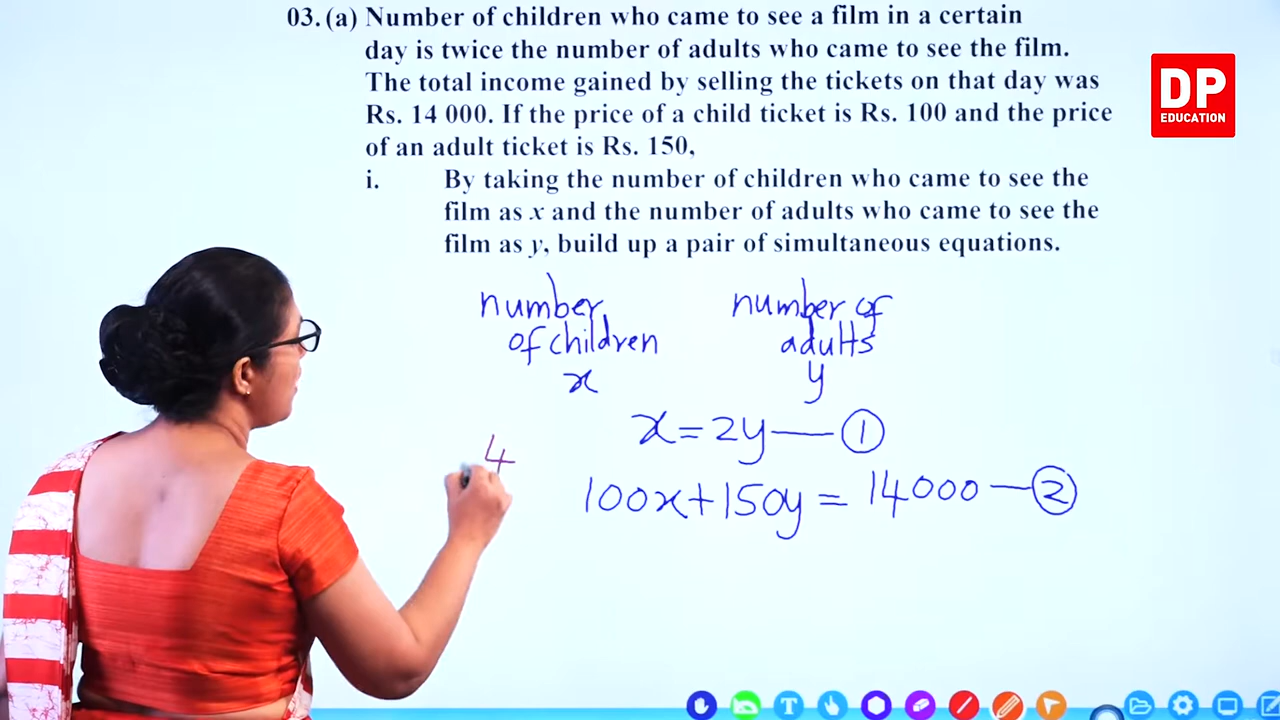 03. (a) Number of children who came to see a film in a certain
day is twice the number of adults who came to see the film.
The total income gained by selling the tickets on that day was
Rs. 14 000. If the price of a child ticket is Rs. 100 and the price
of an adult ticket is Rs. 150,
i. By taking the number of children who came to see the
film as x and the number of adults who came to see the
film as y, build up a pair of simultaneous equations.
DP
EDUCATION
number
of children
x
number of
adults
y
x = 2y — ①
4
100x + 150y = 14000 — ②
T